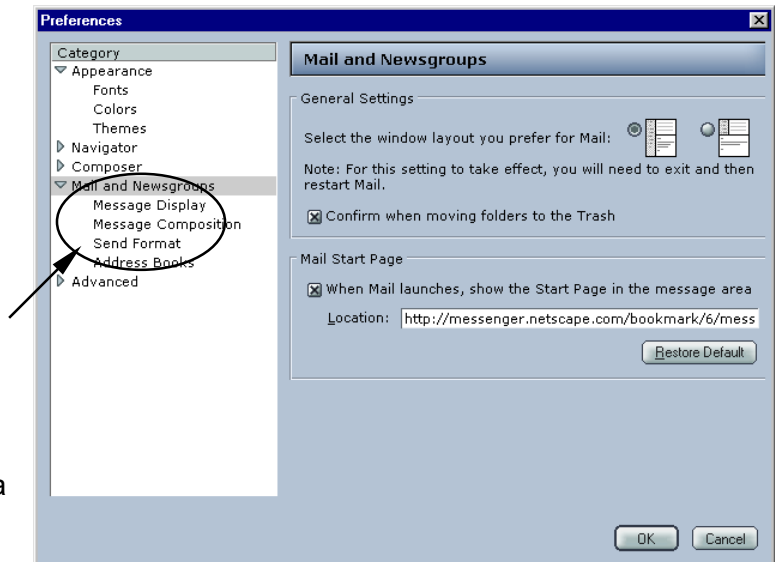 Preferences
Category
Appearance
Fonts
Colors
Themes
Navigator
Composer
Mail and Newsgroups
Message Display
Message Composition
Send Format
Address Books
Advanced
Mail and Newsgroups
General Settings
Select the window layout you prefer for Mail:
Note: For this setting to take effect, you will need to exit and then
restart Mail.
Confirm when moving folders to the Trash
Mail Start Page
When Mail launches, show the Start Page in the message area
Location: http://messenger.netscape.com/bookmark/6/mess
Restore Default
a
OK Cancel